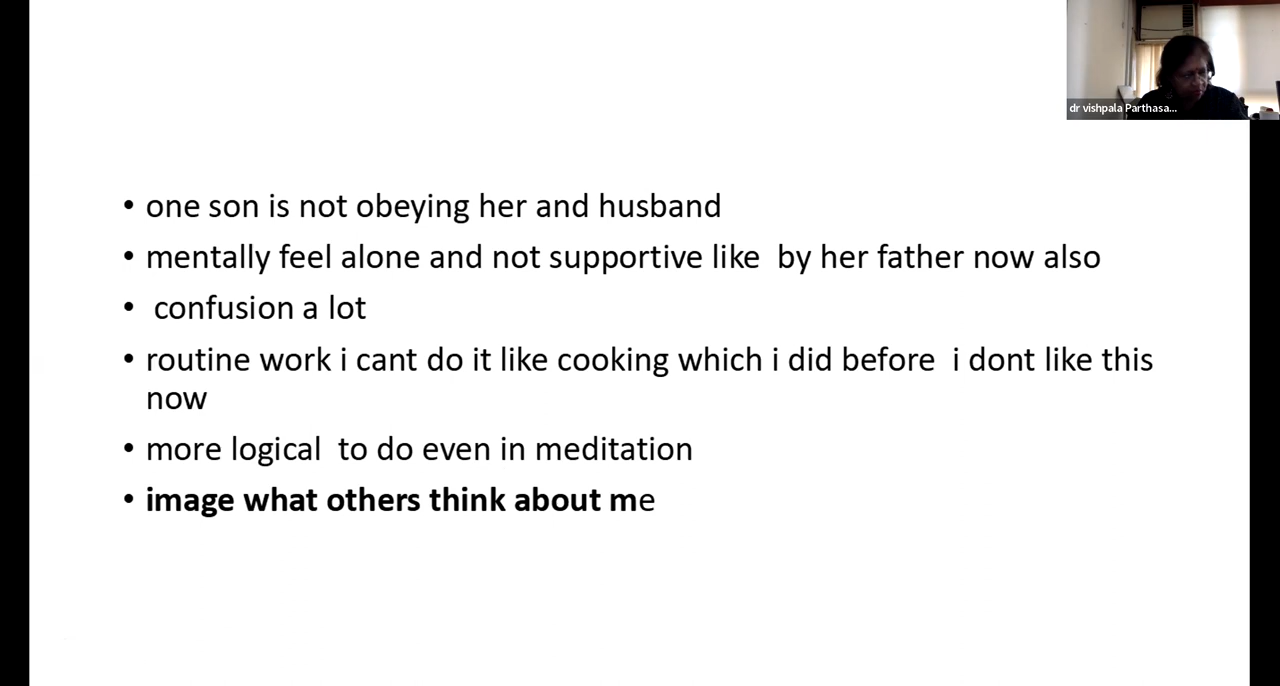 dr vishpala Parthasa...
• one son is not obeying her and husband
• mentally feel alone and not supportive like  by her father now also
•  confusion a lot
• routine work i cant do it like cooking which i did before  i dont like this
now
• more logical  to do even in meditation
• image what others think about me